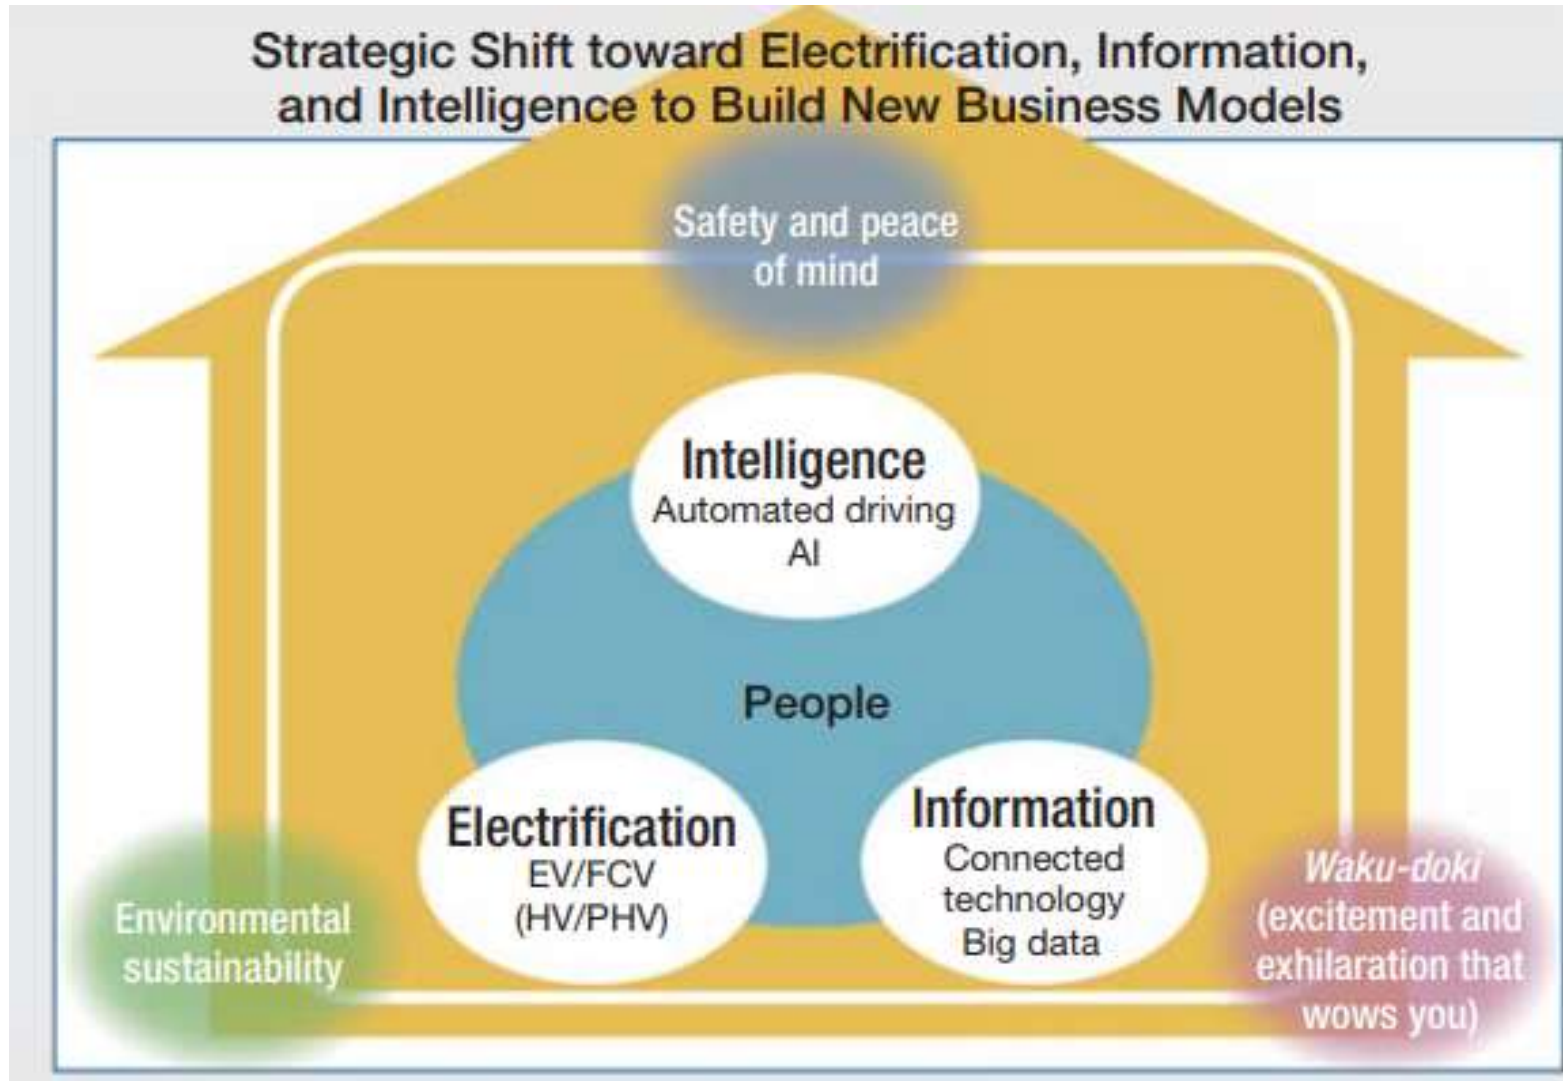 Strategic Shift toward Electrification, Information,
and Intelligence to Build New Business Models
Safety and peace
of mind
Intelligence
Automated driving
AI
People
Electrification
EV/FCV
(HV/PHV)
Information
Connected
technology
Big data
Environmental
sustainability
Waku-doki
(excitement and
exhilaration that
wows you)